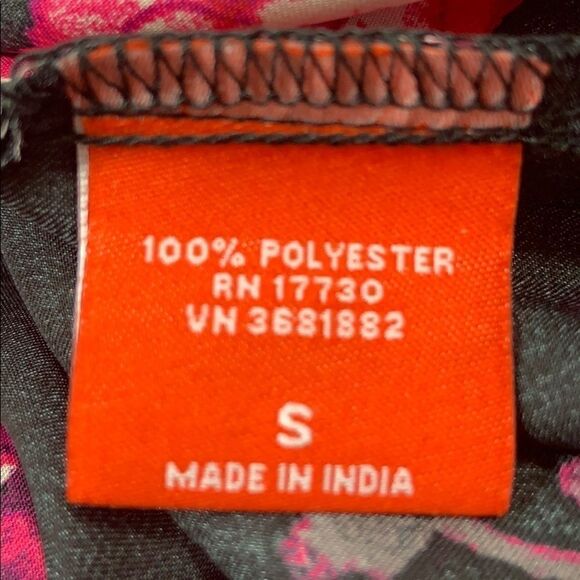 100% POLYESTER
RN 17730
VN 3681882
S
MADE IN INDIA